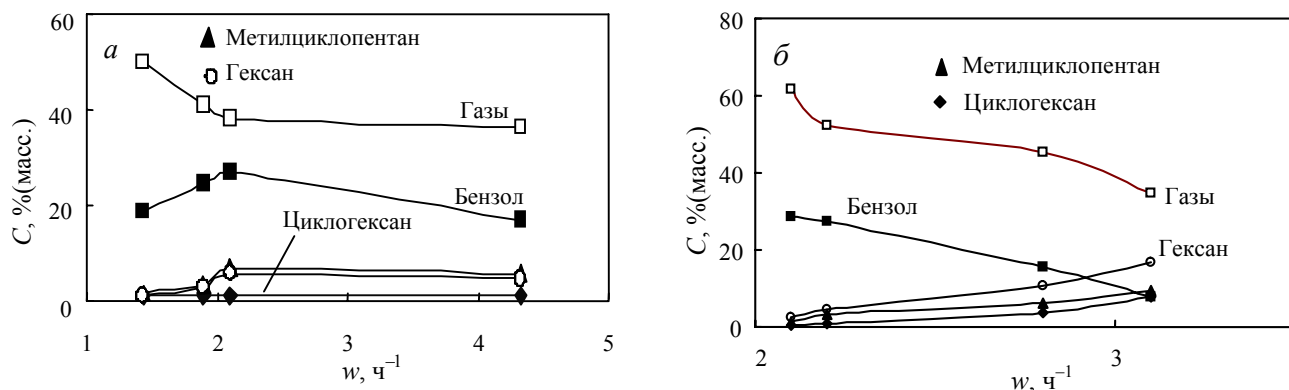 60
а
Метилциклопентан
Гексан
40
Газы
Бензол
20
Циклогексан
0
1 2 3 4 5
C, %(масс.)
w, ч⁻¹
80
б
Метилциклопентан
Циклогексан
60
40
Газы
Бензол
Гексан
20
0
2 3
C, %(масс.)
w, ч⁻¹